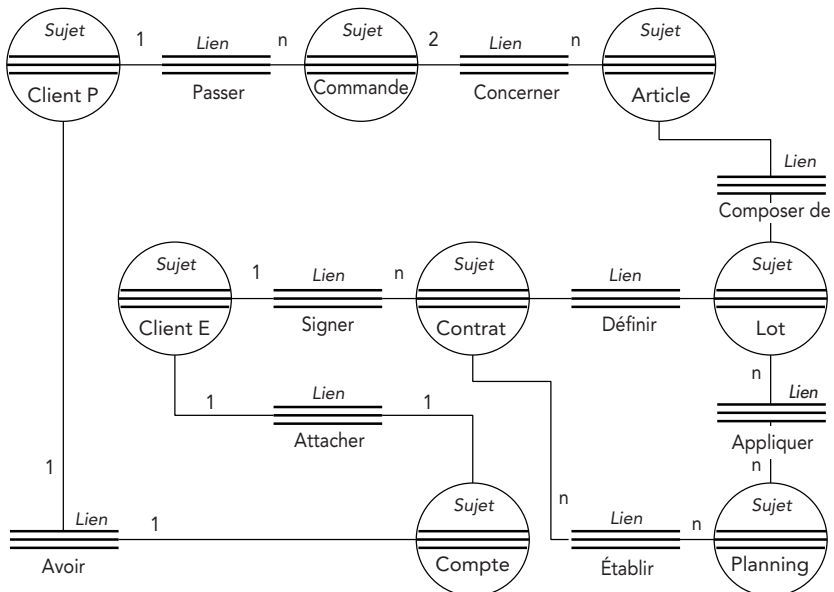 Sujet
Client P
1
Lien
Passer
n
Sujet
Commande
2
Lien
Concerner
n
Sujet
Article
Lien
Composer de
Sujet
Client E
1
Lien
Signer
n
Sujet
Contrat
Lien
Définir
Sujet
Lot
1
Lien
Attacher
1
n
Lien
Appliquer
n
1
Lien
Avoir
1
Sujet
Compte
n
Lien
Établir
n
Sujet
Planning